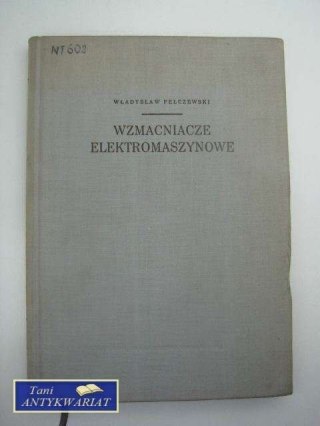 NT 602
WŁADYSŁAW PEŁCZEWSKI
WZMACNIACZE
ELEKTROMASZYNOWE
Tani
ANTYKWARIAT